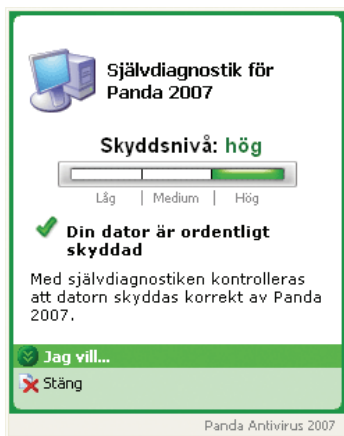 Självdiagnostik för
Panda 2007
Skyddsnivå: hög
Låg | Medium | Hög
Din dator är ordentligt
skyddad
Med självdiagnostiken kontrolleras
att datorn skyddas korrekt av Panda
2007.
Jag vill...
Stäng
Panda Antivirus 2007